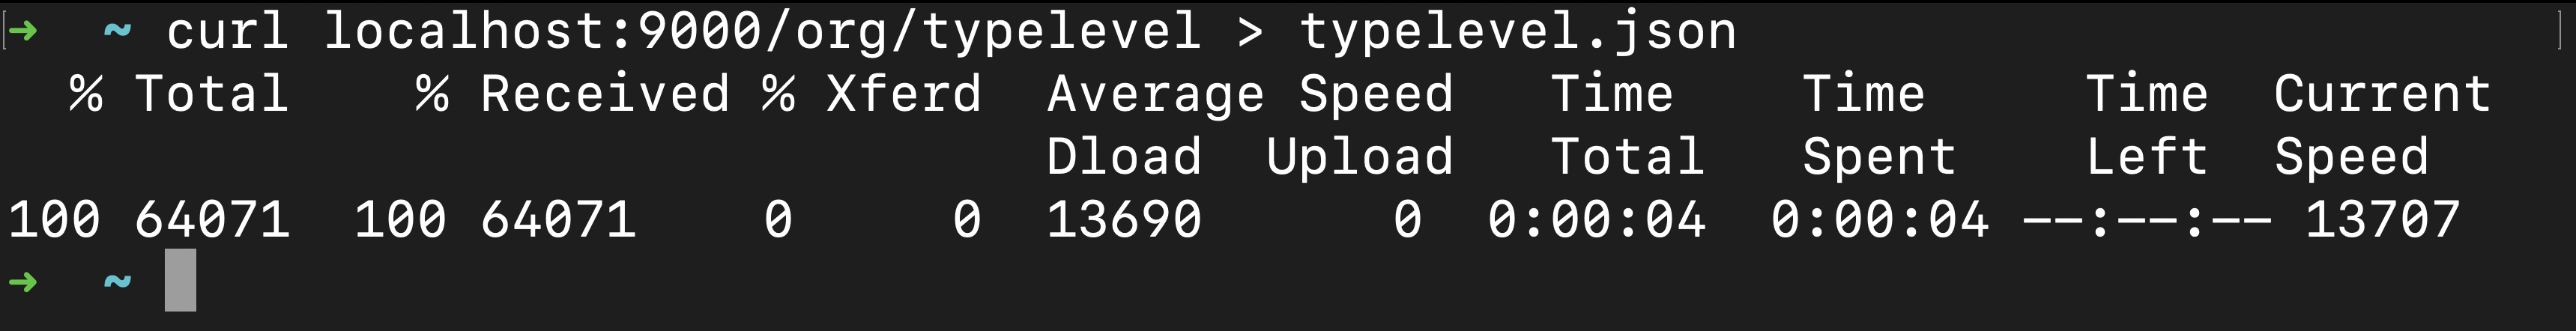 ➜  ~ curl localhost:9000/org/typelevel > typelevel.json
  % Total    % Received % Xferd  Average Speed   Time    Time     Time  Current
                                 Dload  Upload   Total   Spent    Left  Speed
100 64071  100 64071    0     0  13690      0  0:00:04  0:00:04 --:--:-- 13707
➜  ~